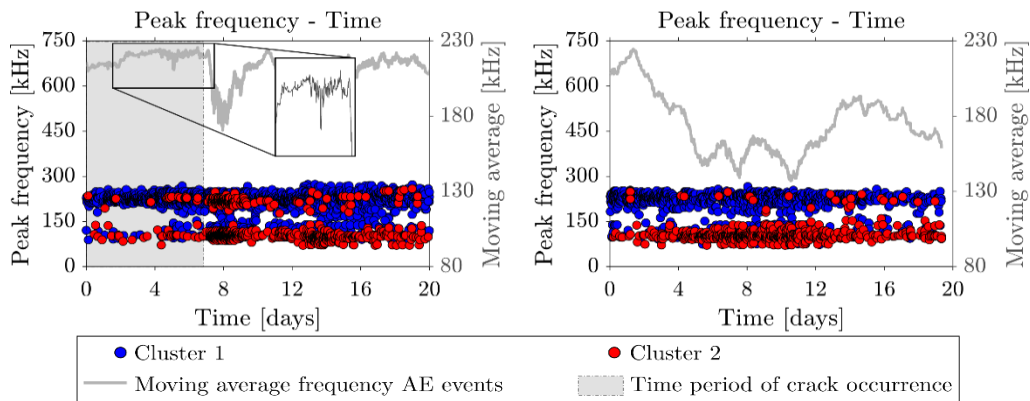 Peak frequency - Time
750
600
450
300
150
0
Peak frequency [kHz]
230
180
130
80
Moving average [kHz]
0 4 8 12 16 20
Time [days]
Peak frequency - Time
750
600
450
300
150
0
Peak frequency [kHz]
230
180
130
80
Moving average [kHz]
0 4 8 12 16 20
Time [days]
Cluster 1
Cluster 2
Moving average frequency AE events
Time period of crack occurrence